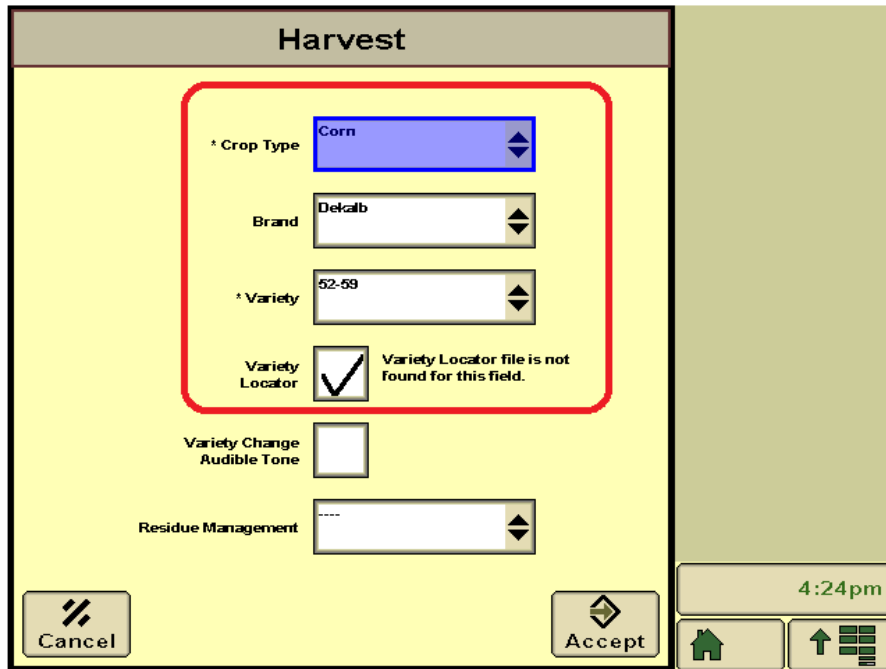 Harvest
* Crop Type
Corn
Brand
Dekalb
* Variety
52-59
Variety
Locator
Variety Locator file is not
found for this field.
Variety Change
Audible Tone
Residue Management
----
Cancel
Accept
4:24pm